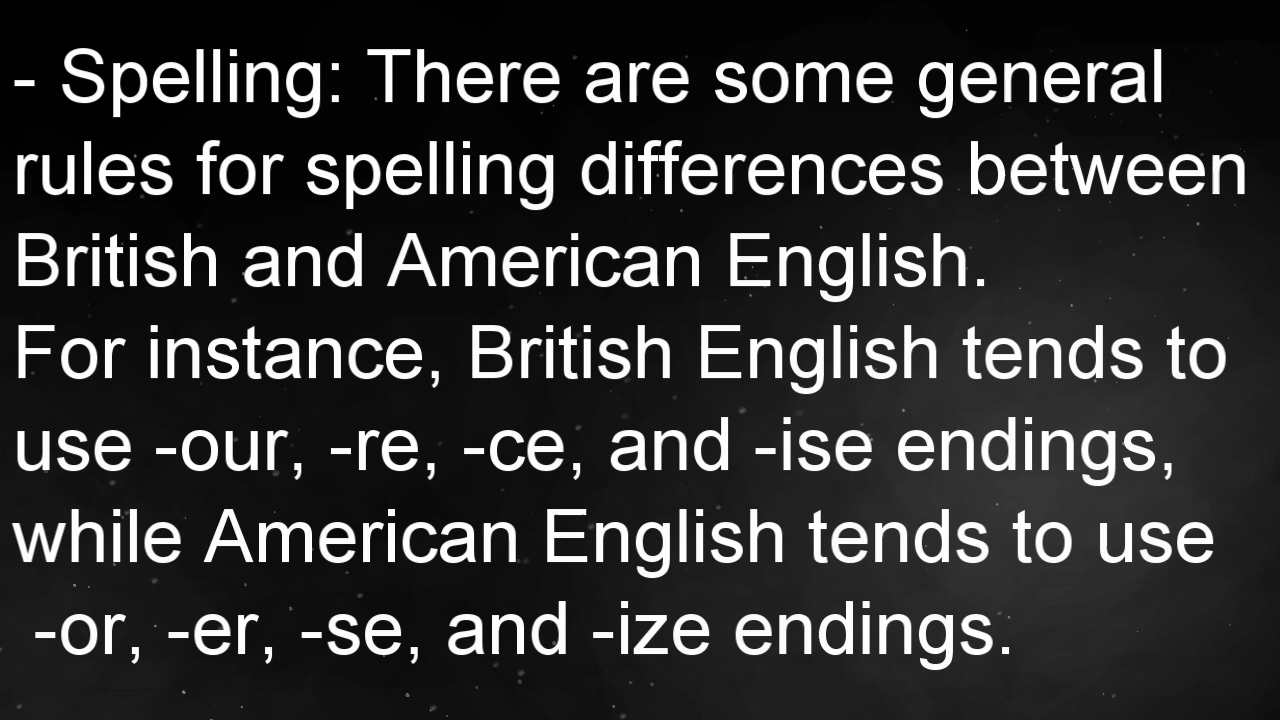 - Spelling: There are some general
rules for spelling differences between
British and American English.
For instance, British English tends to
use -our, -re, -ce, and -ise endings,
while American English tends to use
-or, -er, -se, and -ize endings.